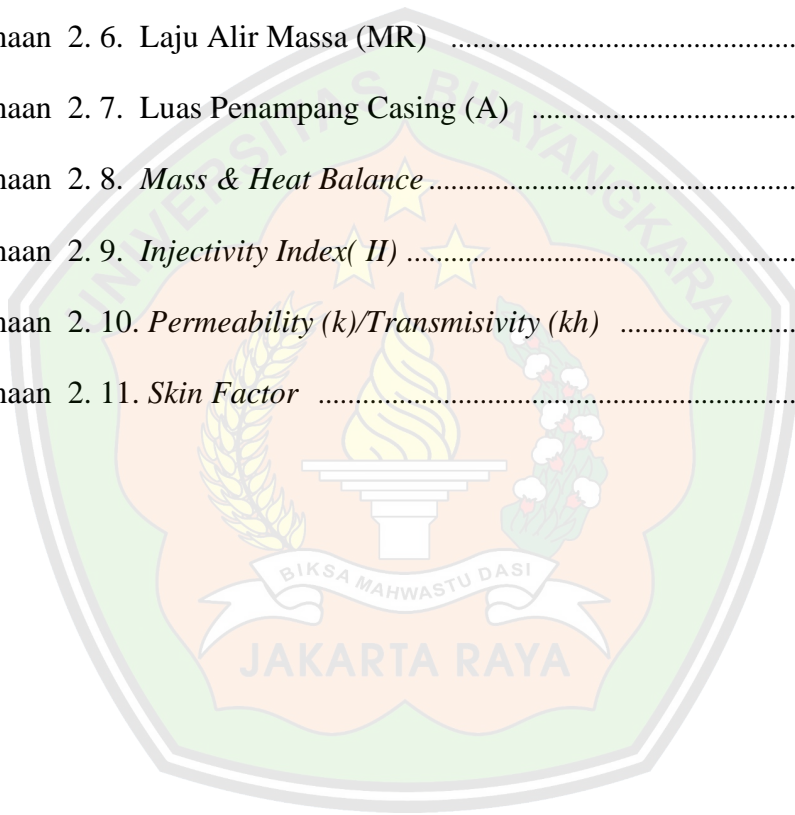 naan 2. 6. Laju Alir Massa (MR) ..........................................................
naan 2. 7. Luas Penampang Casing (A) ............................................
naan 2. 8. Mass & Heat Balance ............................................................
naan 2. 9. Injectivity Index( II) ................................................................
naan 2. 10. Permeability (k)/Transmisivity (kh) .............................
naan 2. 11. Skin Factor ..............................................................................
UNIVERSITAS BHAYANGKARA
BIKSA MAHWASTU DASI
JAKARTA RAYA